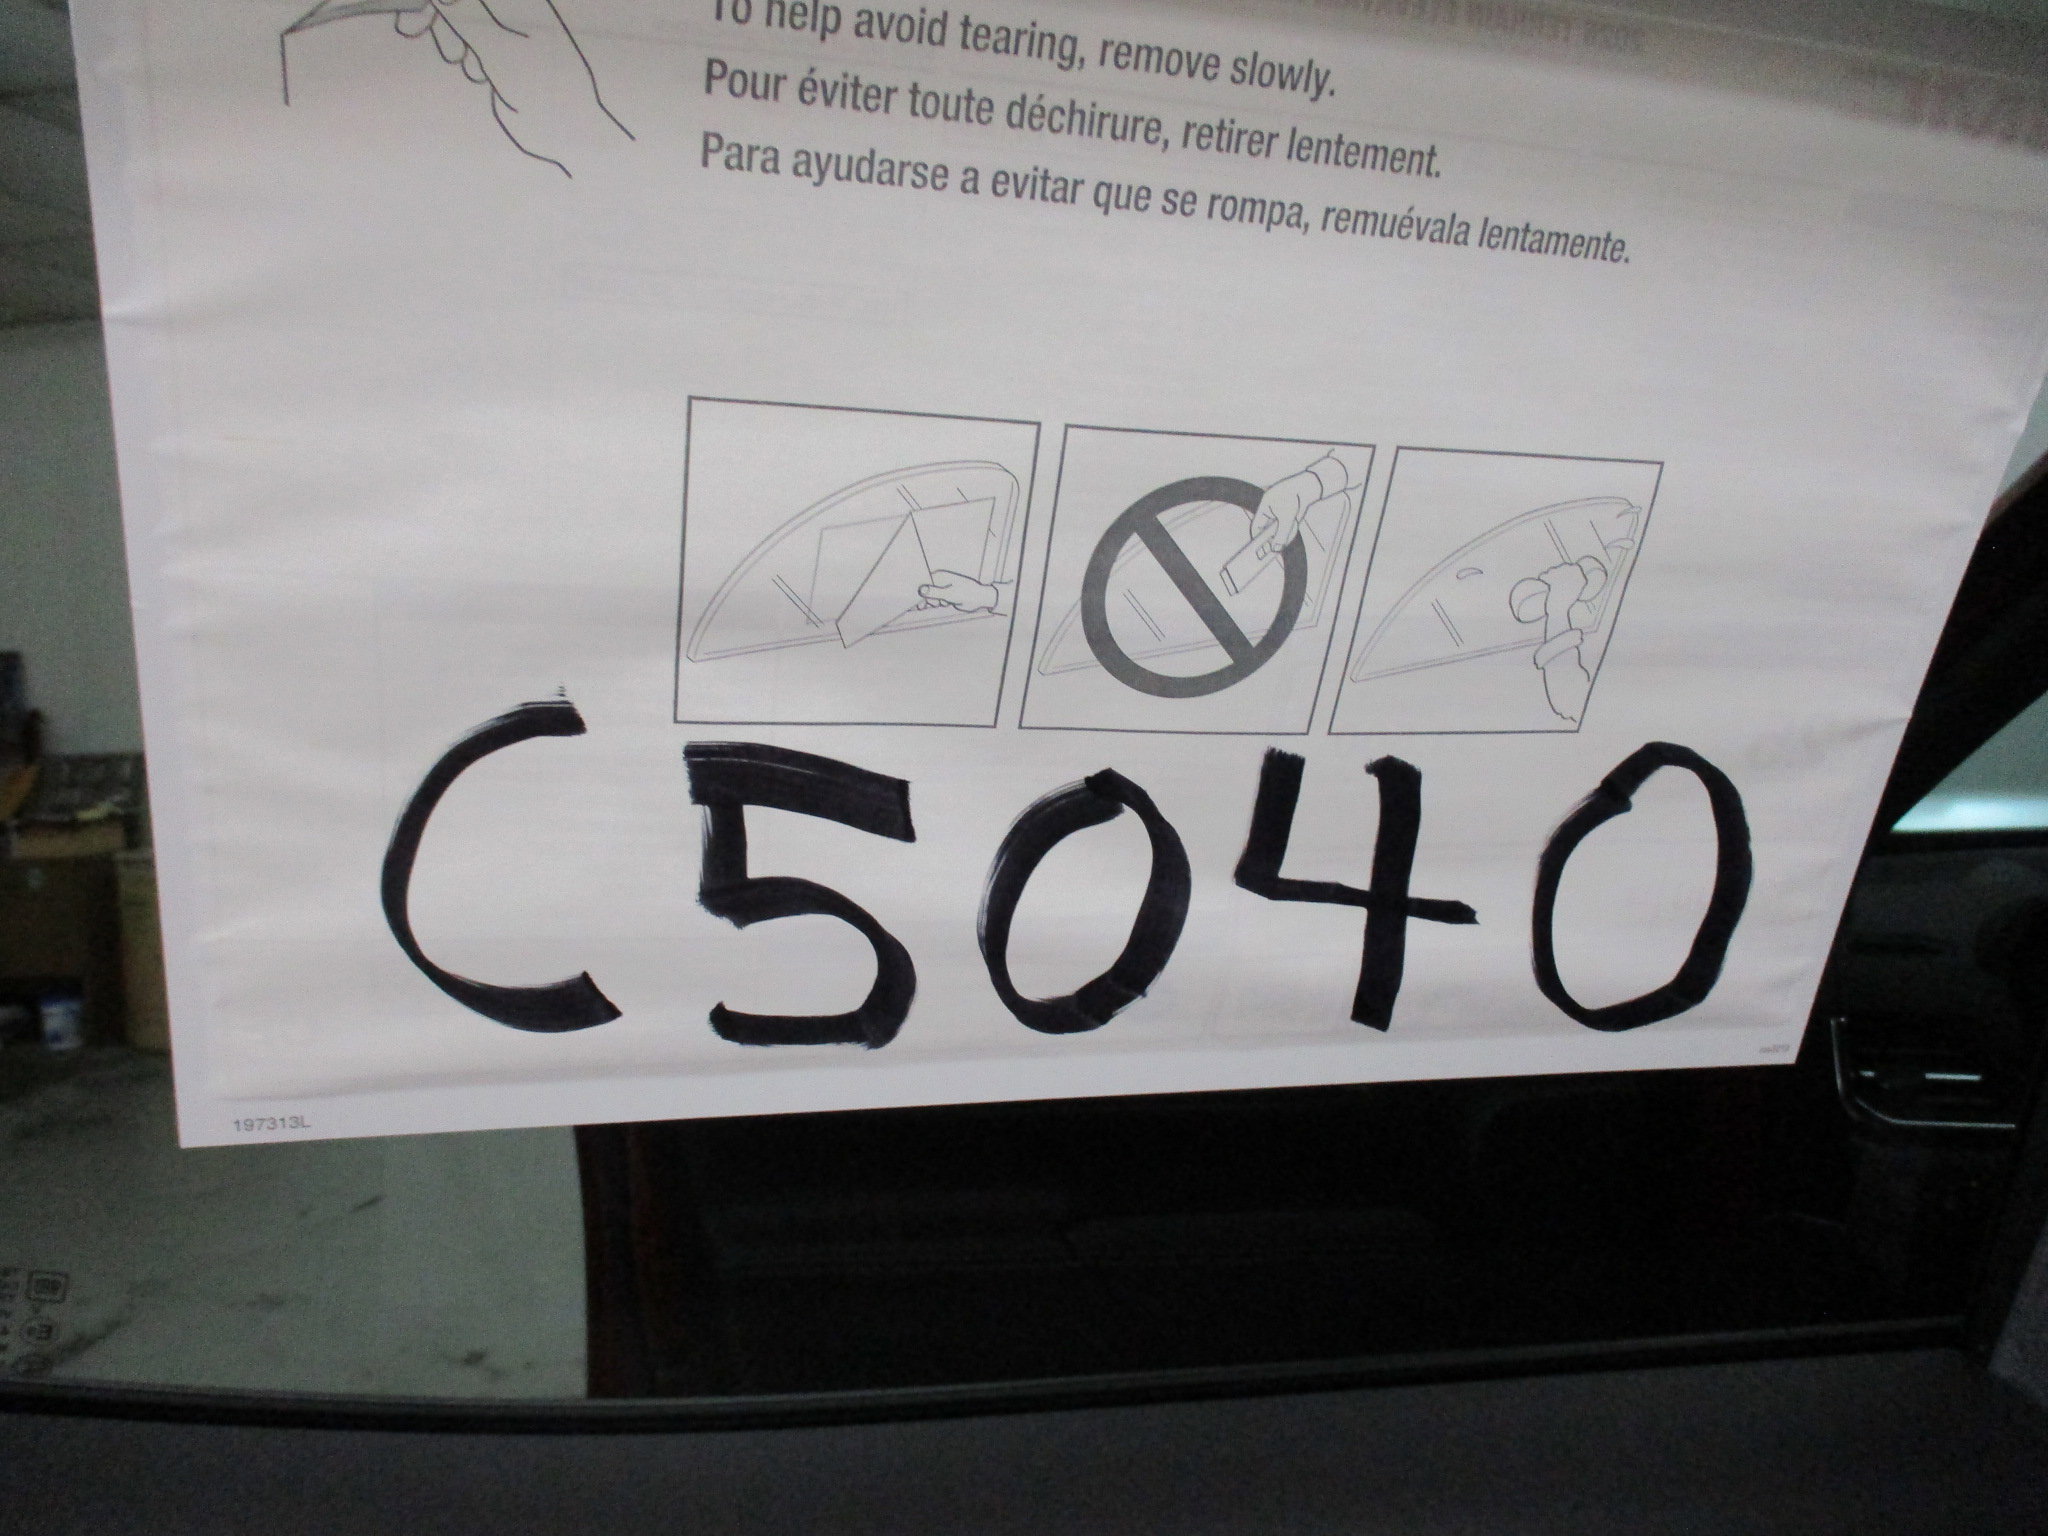 To help avoid tearing, remove slowly.
Pour éviter toute déchirure, retirer lentement.
Para ayudarse a evitar que se rompa, remuévala lentamente.
C5040
197313L